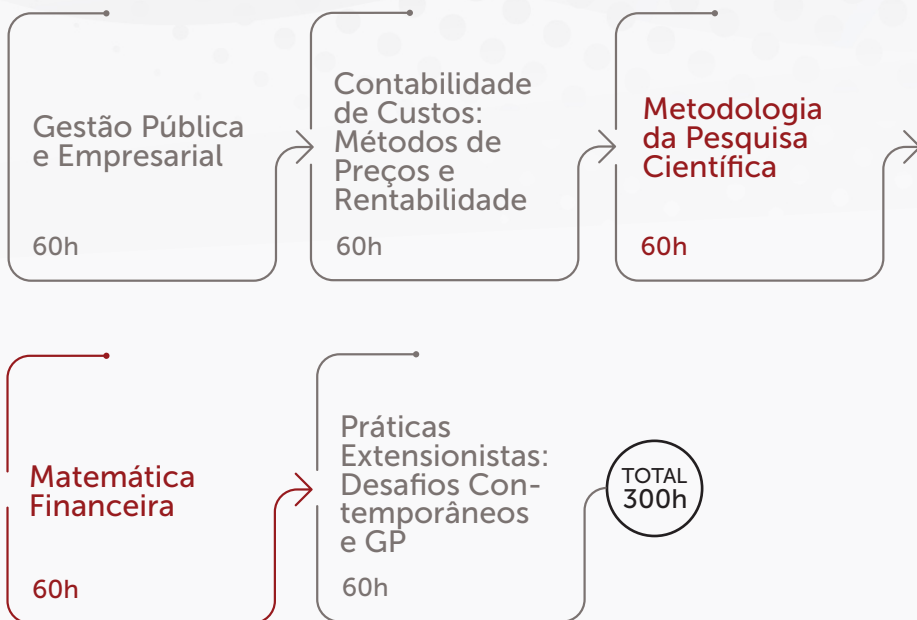 Gestão Pública
e Empresarial
60h
Contabilidade
de Custos:
Métodos de
Preços e
Rentabilidade
60h
Metodologia
da Pesquisa
Científica
60h
Matemática
Financeira
60h
Práticas
Extensionistas:
Desafios Con-
temporâneos
e GP
60h
TOTAL
300h